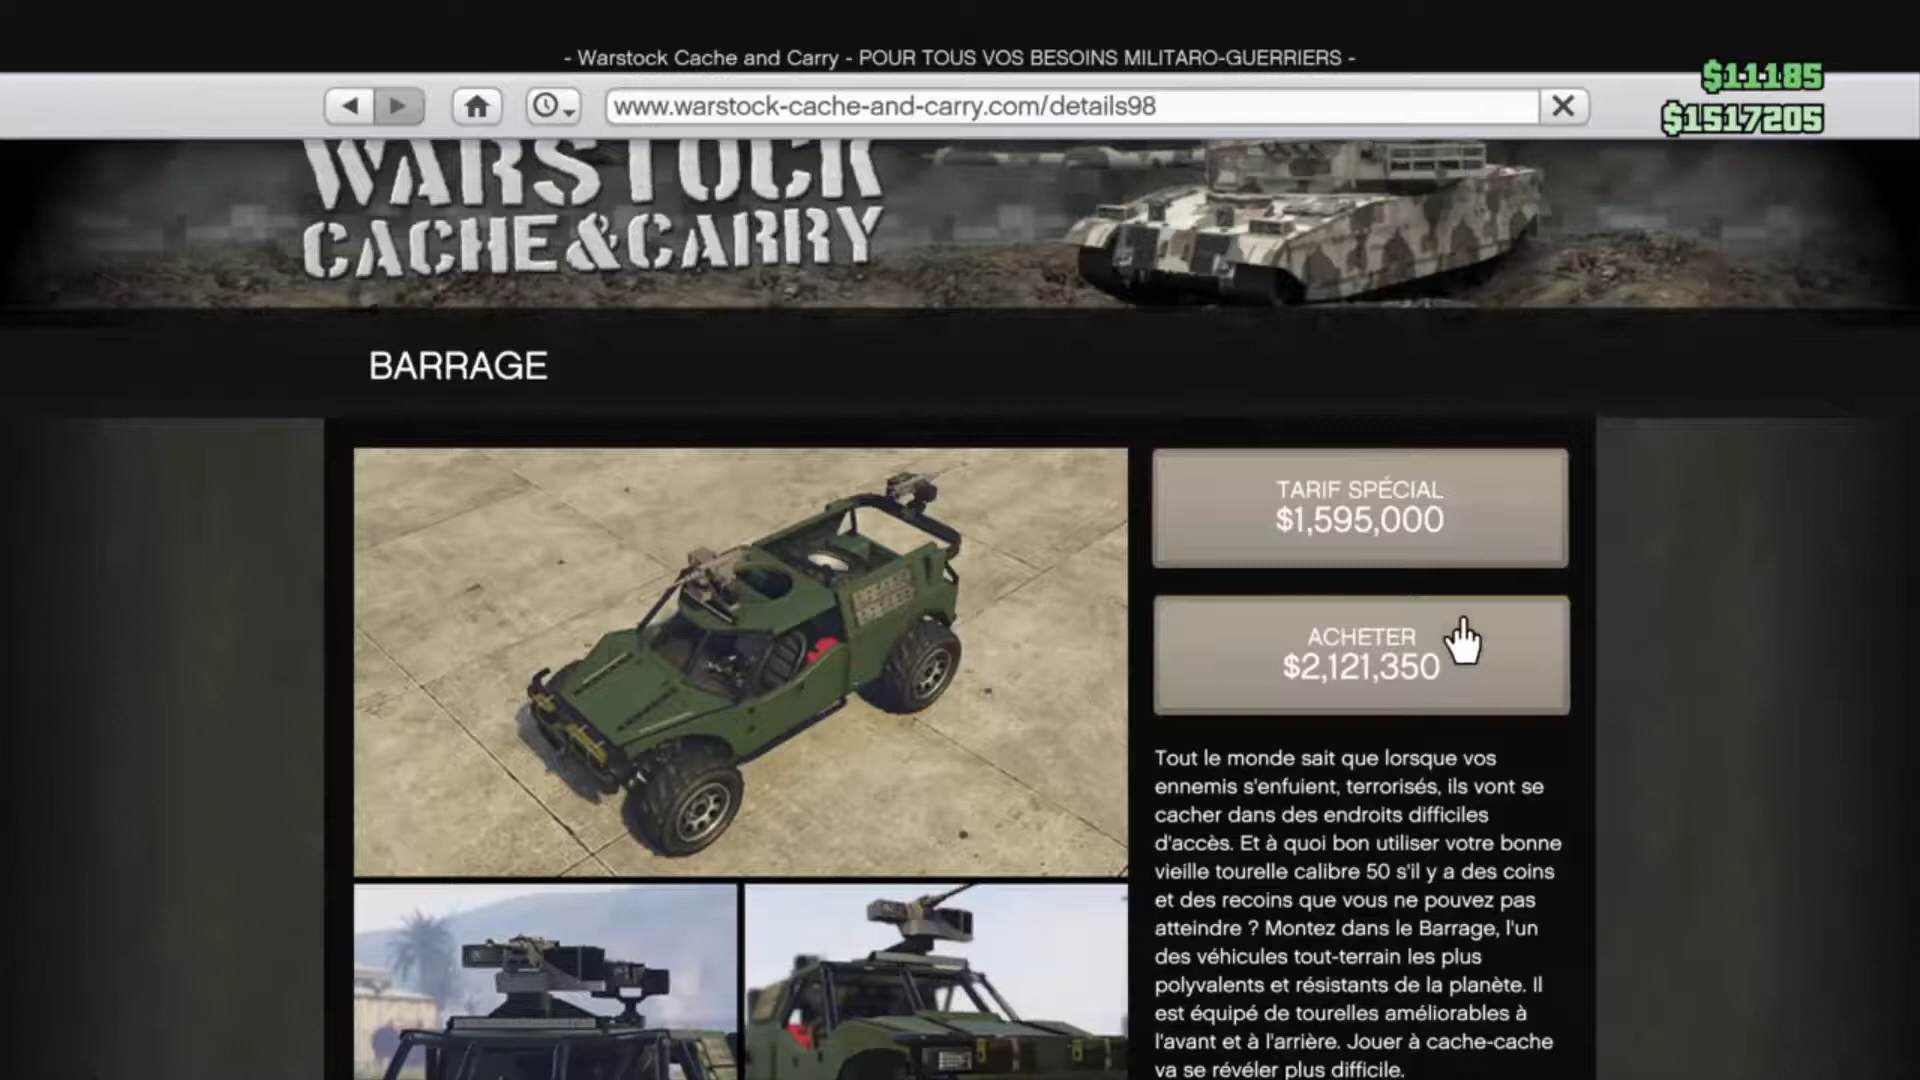 - Warstock Cache and Carry - POUR TOUS VOS BESOINS MILITARO-GUERRIERS -
$11185
www.warstock-cache-and-carry.com/details98
$1517205
WARSTOCK
CACHE&CARRY
BARRAGE
TARIF SPÉCIAL
$1,595,000
ACHETER
$2,121,350
Tout le monde sait que lorsque vos
ennemis s'enfuient, terrorisés, ils vont se
cacher dans des endroits difficiles
d'accès. Et à quoi bon utiliser votre bonne
vieille tourelle calibre 50 s'il y a des coins
et des recoins que vous ne pouvez pas
atteindre ? Montez dans le Barrage, l'un
des véhicules tout-terrain les plus
polyvalents et résistants de la planète. Il
est équipé de tourelles améliorables à
l'avant et à l'arrière. Jouer à cache-cache
va se révéler plus difficile.